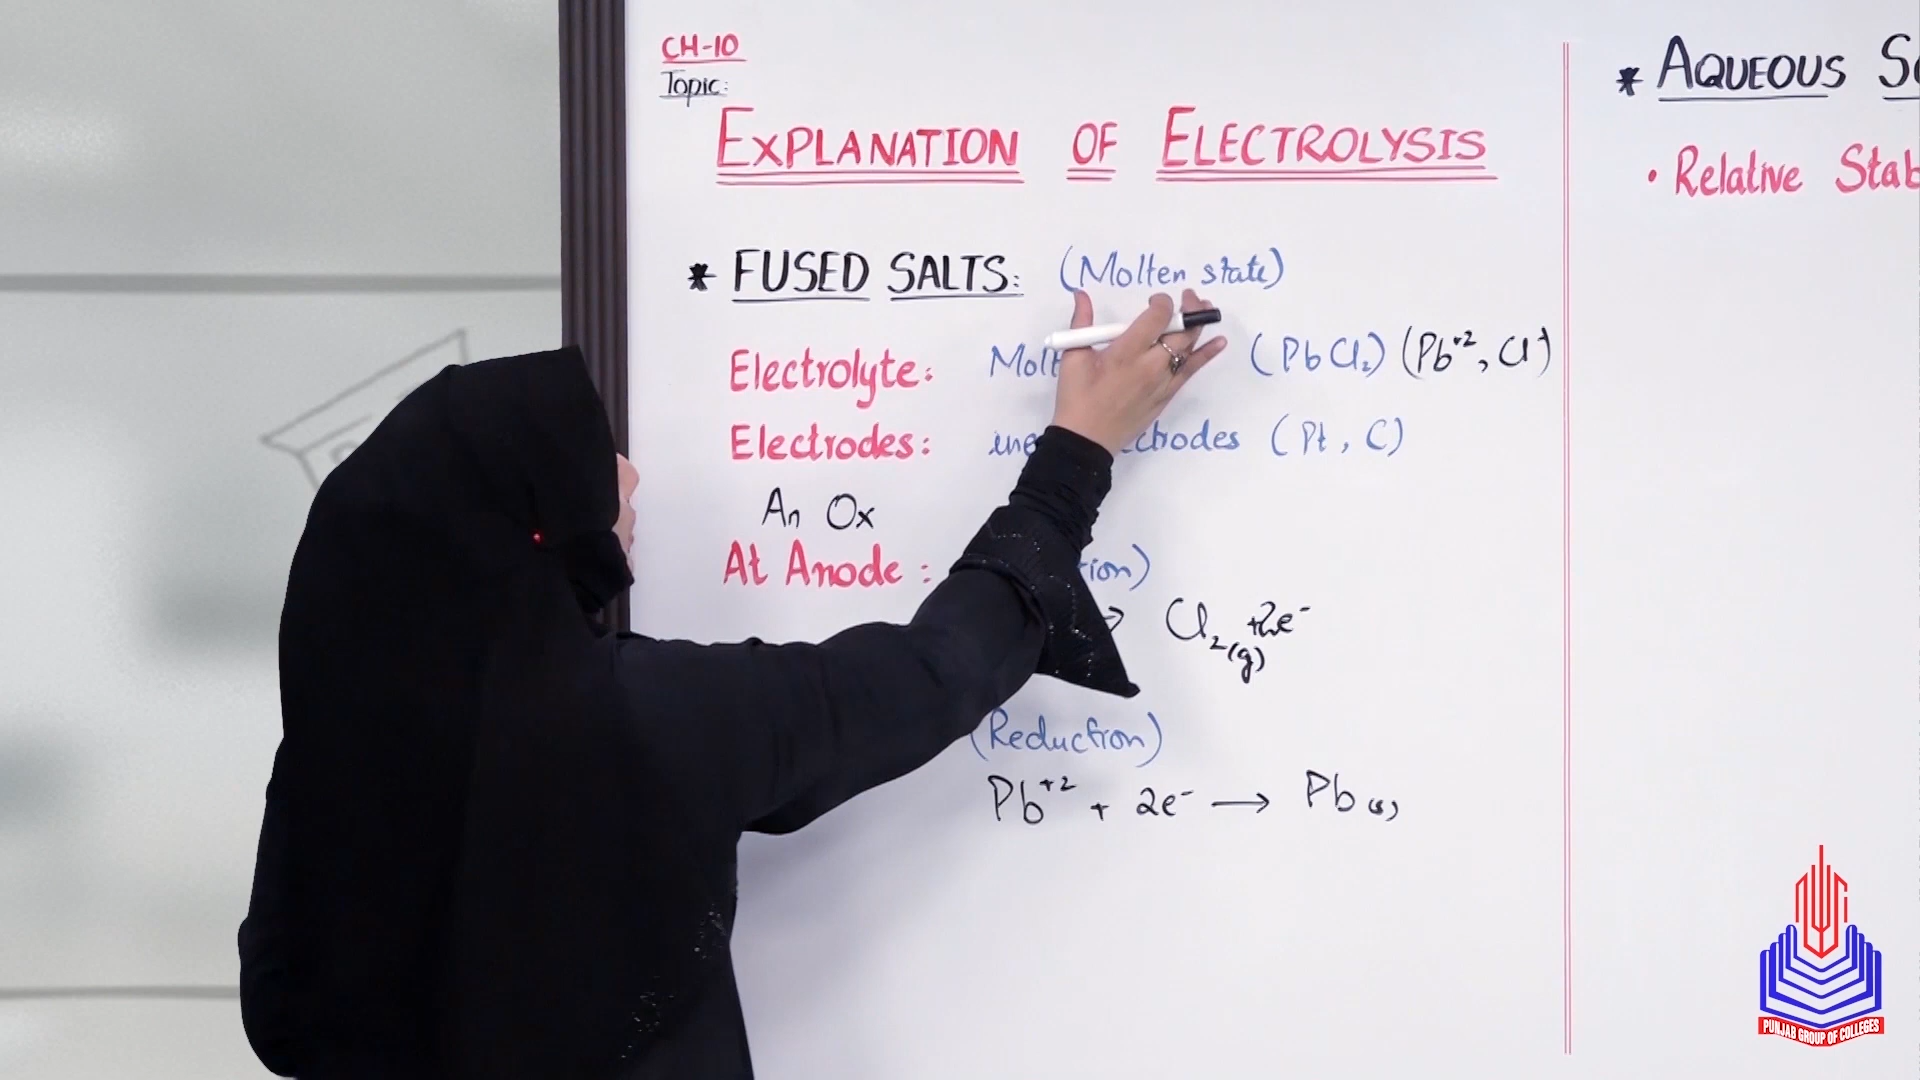 CH-10
Topic:
EXPLANATION OF ELECTROLYSIS
* FUSED SALTS: (Molten state)
Electrolyte: (PbCl₂) (Pb⁺², Cl⁻)
Electrodes: (Pt, C)
An Ox
At Anode:
→ Cl₂(g) + 2e⁻
(Reduction)
Pb⁺² + 2e⁻ → Pb(s)
* AQUEOUS
• Relative
PUNJAB GROUP OF COLLEGES